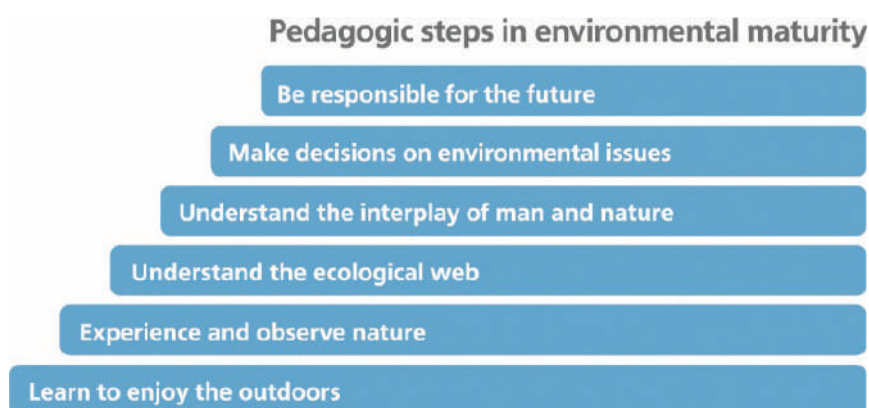 Pedagogic steps in environmental maturity
Be responsible for the future
Make decisions on environmental issues
Understand the interplay of man and nature
Understand the ecological web
Experience and observe nature
Learn to enjoy the outdoors